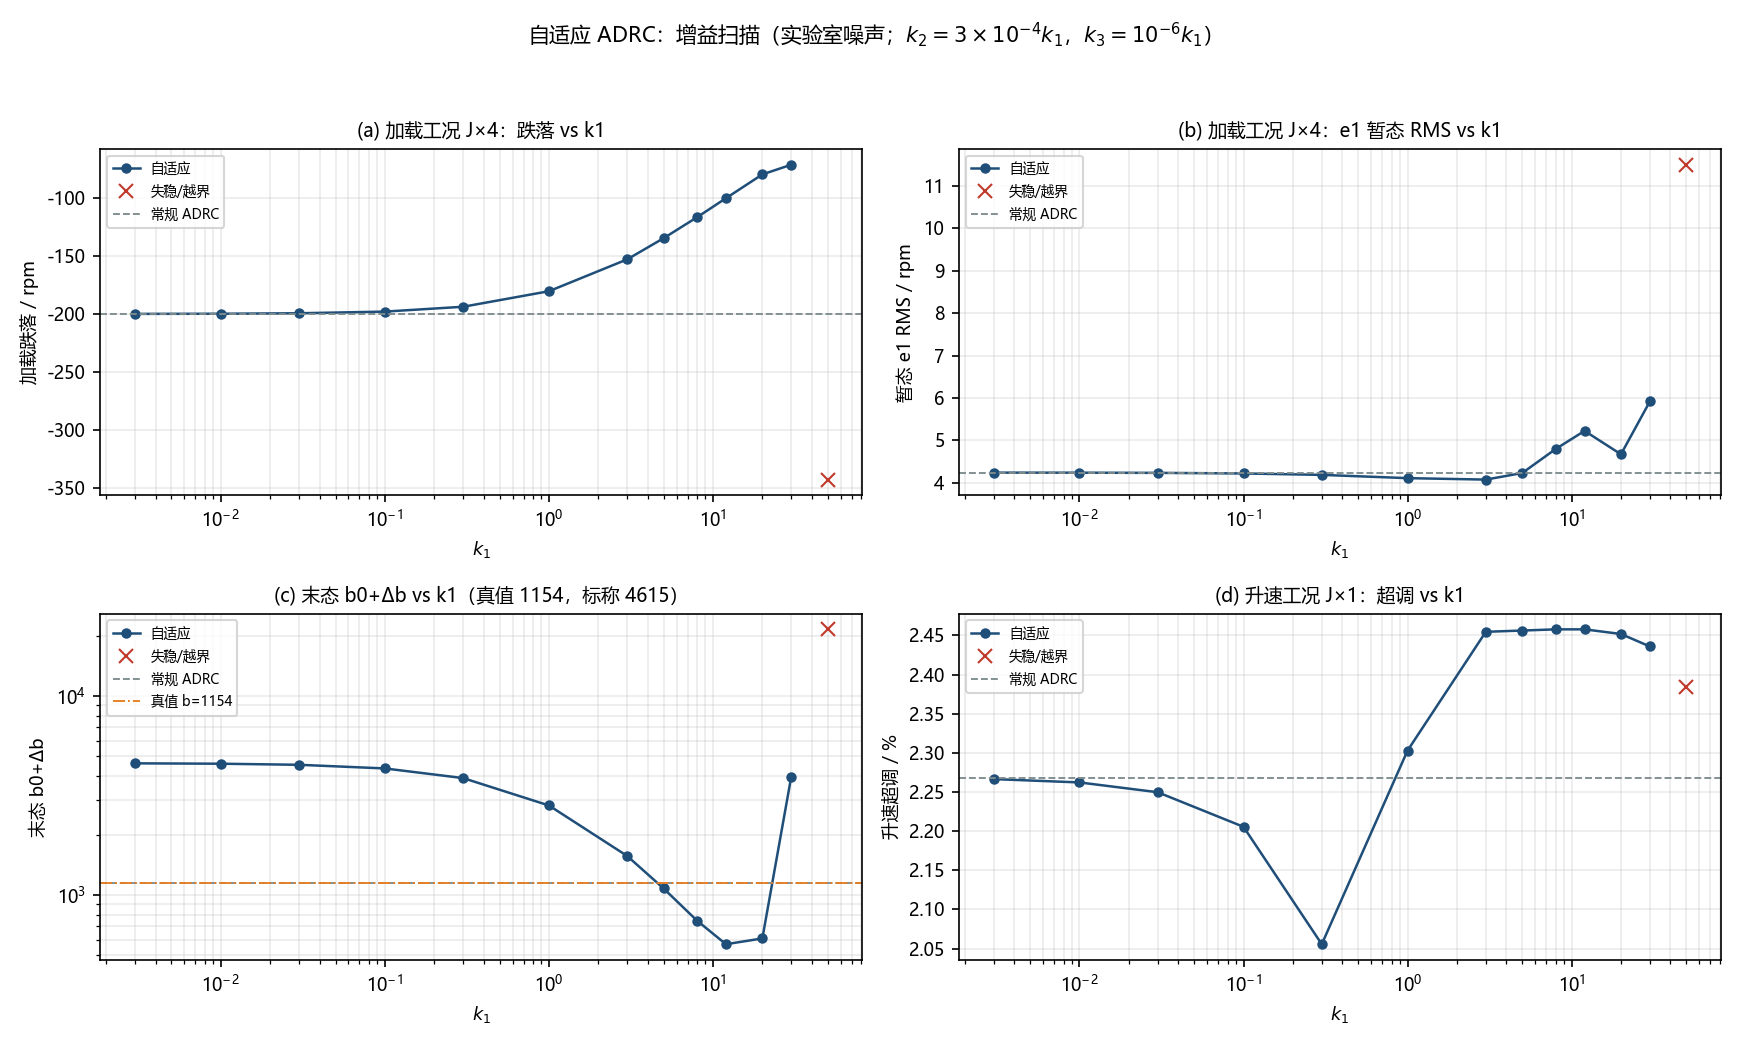 自适应 ADRC：增益扫描（实验室噪声；k₂ = 3 × 10⁻⁴k₁，k₃ = 10⁻⁶k₁）
(a) 加载工况 J×4：跌落 vs k1
自适应
失稳/越界
常规 ADRC
加载跌落 / rpm
-100
-150
-200
-250
-300
-350
10⁻²
10⁻¹
10⁰
10¹
k₁
(b) 加载工况 J×4：e1 暂态 RMS vs k1
自适应
失稳/越界
常规 ADRC
暂态 e1 RMS / rpm
11
10
9
8
7
6
5
4
10⁻²
10⁻¹
10⁰
10¹
k₁
(c) 末态 b0+Δb vs k1（真值 1154，标称 4615）
自适应
失稳/越界
常规 ADRC
真值 b=1154
末态 b0+Δb
10⁴
10³
10⁻²
10⁻¹
10⁰
10¹
k₁
(d) 升速工况 J×1：超调 vs k1
自适应
失稳/越界
常规 ADRC
升速超调 / %
2.45
2.40
2.35
2.30
2.25
2.20
2.15
2.10
2.05
10⁻²
10⁻¹
10⁰
10¹
k₁